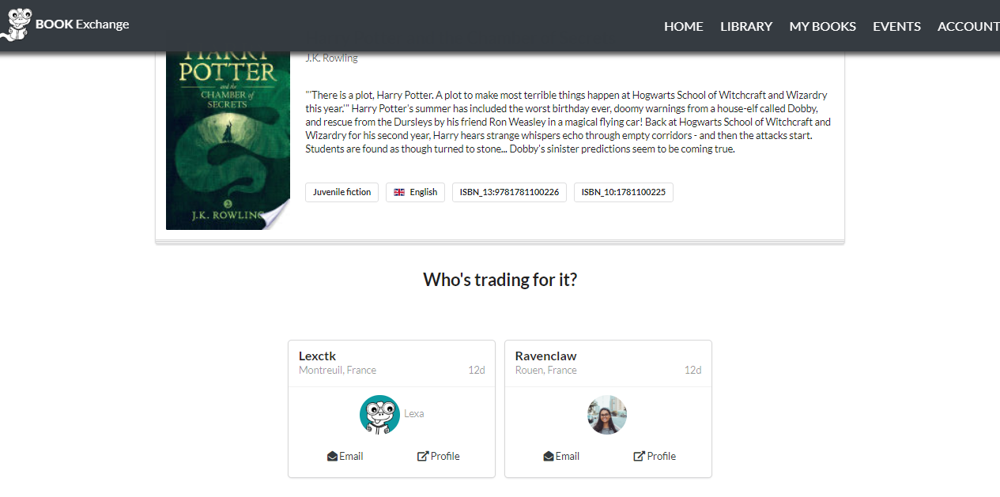 BOOK Exchange
HOME LIBRARY MY BOOKS EVENTS ACCOUNT
HARRY
POTTER
and the
CHAMBER of
SECRETS
2
J.K. ROWLING
J.K. Rowling
"'There is a plot, Harry Potter. A plot to make most terrible things happen at Hogwarts School of Witchcraft and Wizardry
this year.'" Harry Potter's summer has included the worst birthday ever, doomy warnings from a house-elf called Dobby,
and rescue from the Dursleys by his friend Ron Weasley in a magical flying car! Back at Hogwarts School of Witchcraft and
Wizardry for his second year, Harry hears strange whispers echo through empty corridors - and then the attacks start.
Students are found as though turned to stone... Dobby's sinister predictions seem to be coming true.
Juvenile fiction English ISBN_13:9781781100226 ISBN_10:1781100225
Who's trading for it?
Lexctk
Montreuil, France 12d
Lexa
Email Profile
Ravenclaw
Rouen, France 12d
Email Profile